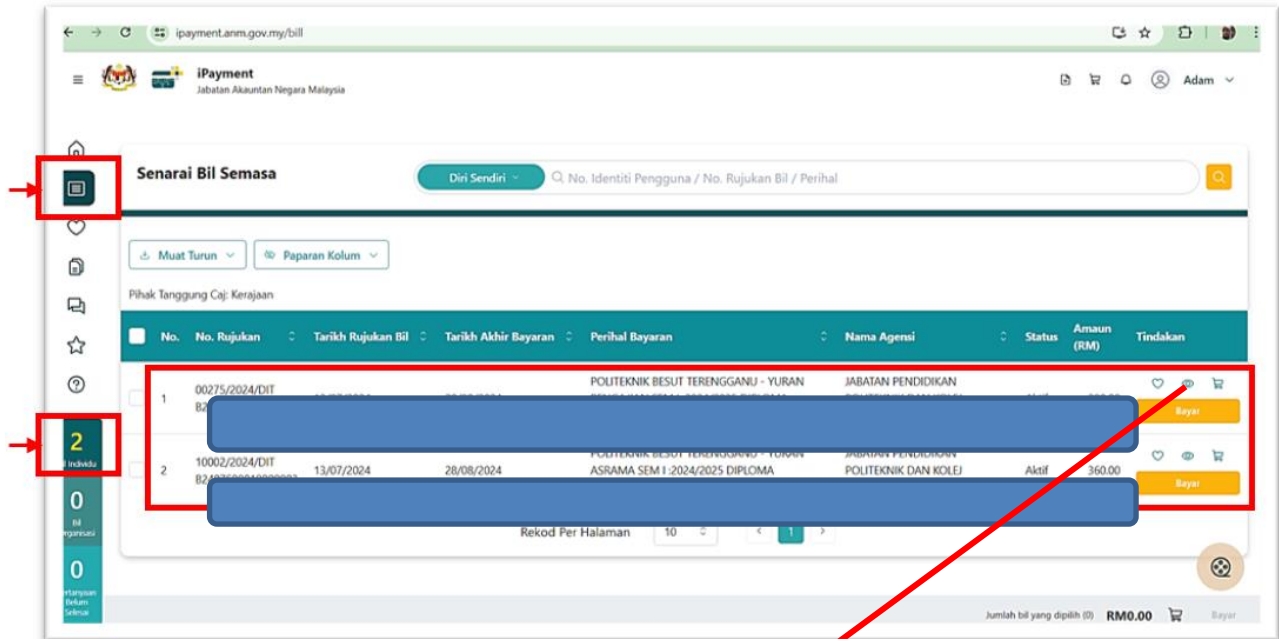 ipayment.anm.gov.my/bill
iPayment
Jabatan Akauntan Negara Malaysia
Adam
Senarai Bil Semasa
Diri Sendiri
No. Identiti Pengguna / No. Rujukan Bil / Perihal
Muat Turun
Paparan Kolum
Pihak Tanggung Caj: Kerajaan
No. No. Rujukan Tarikh Rujukan Bil Tarikh Akhir Bayaran Perihal Bayaran Nama Agensi Status Amaun (RM) Tindakan
00275/2024/DIT POLITEKNIK BESUT TERENGGANU - YURAN JABATAN PENDIDIKAN
1
Bayar
10002/2024/DIT POLITEKNIK BESUT TERENGGANU - YURAN JABATAN PENDIDIKAN
2 13/07/2024 28/08/2024 ASRAMA SEM I :2024/2025 DIPLOMA POLITEKNIK DAN KOLEJ Aktif 360.00
Bayar
Rekod Per Halaman 10 1
2
Individu
0
Bil
0
Belum
Selesai
Jumlah bil yang dipilih (0) RM0.00 Bayar